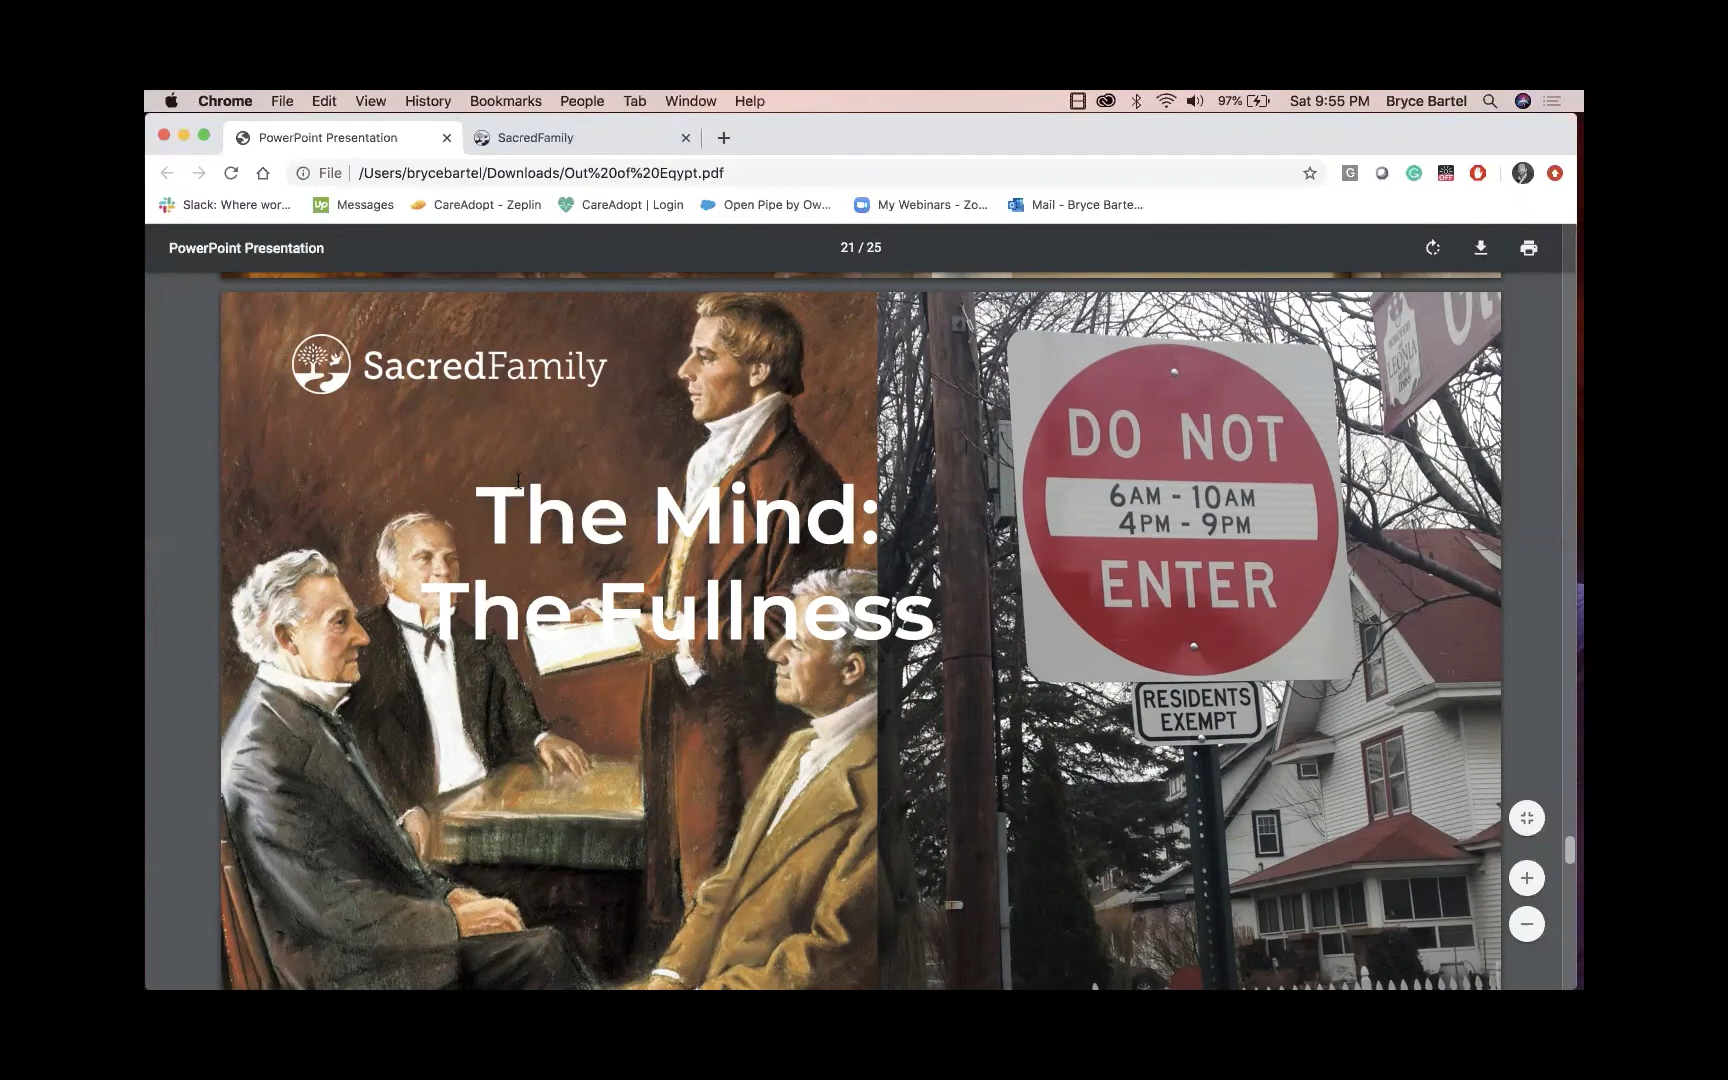 Chrome File Edit View History Bookmarks People Tab Window Help 97% Sat 9:55 PM Bryce Bartel
PowerPoint Presentation SacredFamily
File /Users/brycebartel/Downloads/Out%20of%20Eqypt.pdf
Slack: Where wor... Up Messages CareAdopt - Zeplin CareAdopt | Login Open Pipe by Ow... My Webinars - Zo... Mail - Bryce Barte...
PowerPoint Presentation 21 / 25
SacredFamily
The Mind:
The Fullness
DO NOT
6AM - 10AM
4PM - 9PM
ENTER
RESIDENTS
EXEMPT
LEONIA